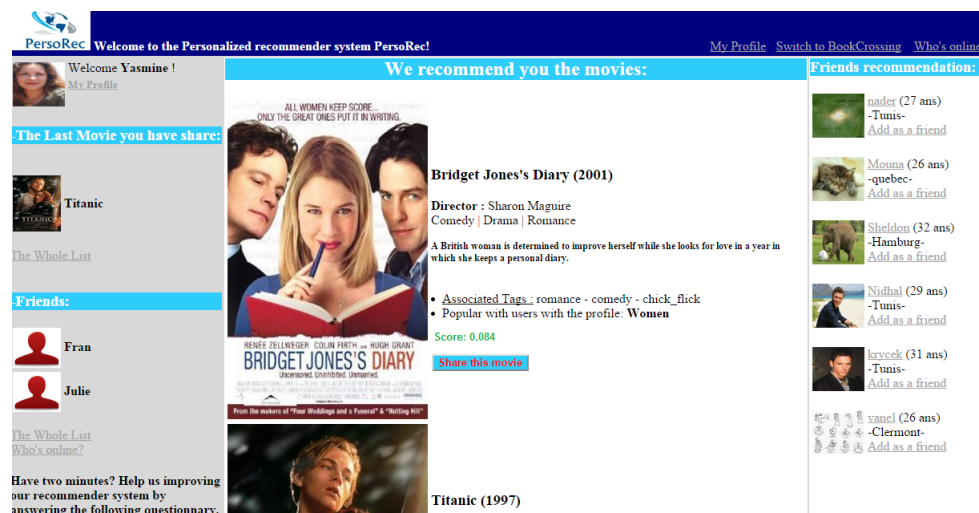 PersoRec
Welcome to the Personalized recommender system PersoRec!
My Profile Switch to BookCrossing Who's online
Welcome Yasmine !
My Profile
-The Last Movie you have share:
TITANIC
Titanic
The Whole List
-Friends:
Fran
Julie
The Whole List
Who's online?
Have two minutes? Help us improving
our recommender system by
answering the following questionnary.
We recommend you the movies:
ALL WOMEN KEEP SCORE...
ONLY THE GREAT ONES PUT IT IN WRITING.
RENÉE ZELLWEGER COLIN FIRTH AND HUGH GRANT
BRIDGET JONES'S DIARY
Uncensored. Uninhibited. Unmarried.
From the makers of "Four Weddings and a Funeral" & "Notting Hill"
Bridget Jones's Diary (2001)
Director : Sharon Maguire
Comedy | Drama | Romance
A British woman is determined to improve herself while she looks for love in a year in
which she keeps a personal diary.
Associated Tags : romance - comedy - chick_flick
Popular with users with the profile: Women
Score: 0.084
Share this movie
Titanic (1997)
Friends recommendation:
nader (27 ans)
-Tunis-
Add as a friend
Mouna (26 ans)
-quebec-
Add as a friend
Sheldon (32 ans)
-Hamburg-
Add as a friend
Nidhal (29 ans)
-Tunis-
Add as a friend
krycek (31 ans)
-Tunis-
Add as a friend
vanel (26 ans)
-Clermont-
Add as a friend